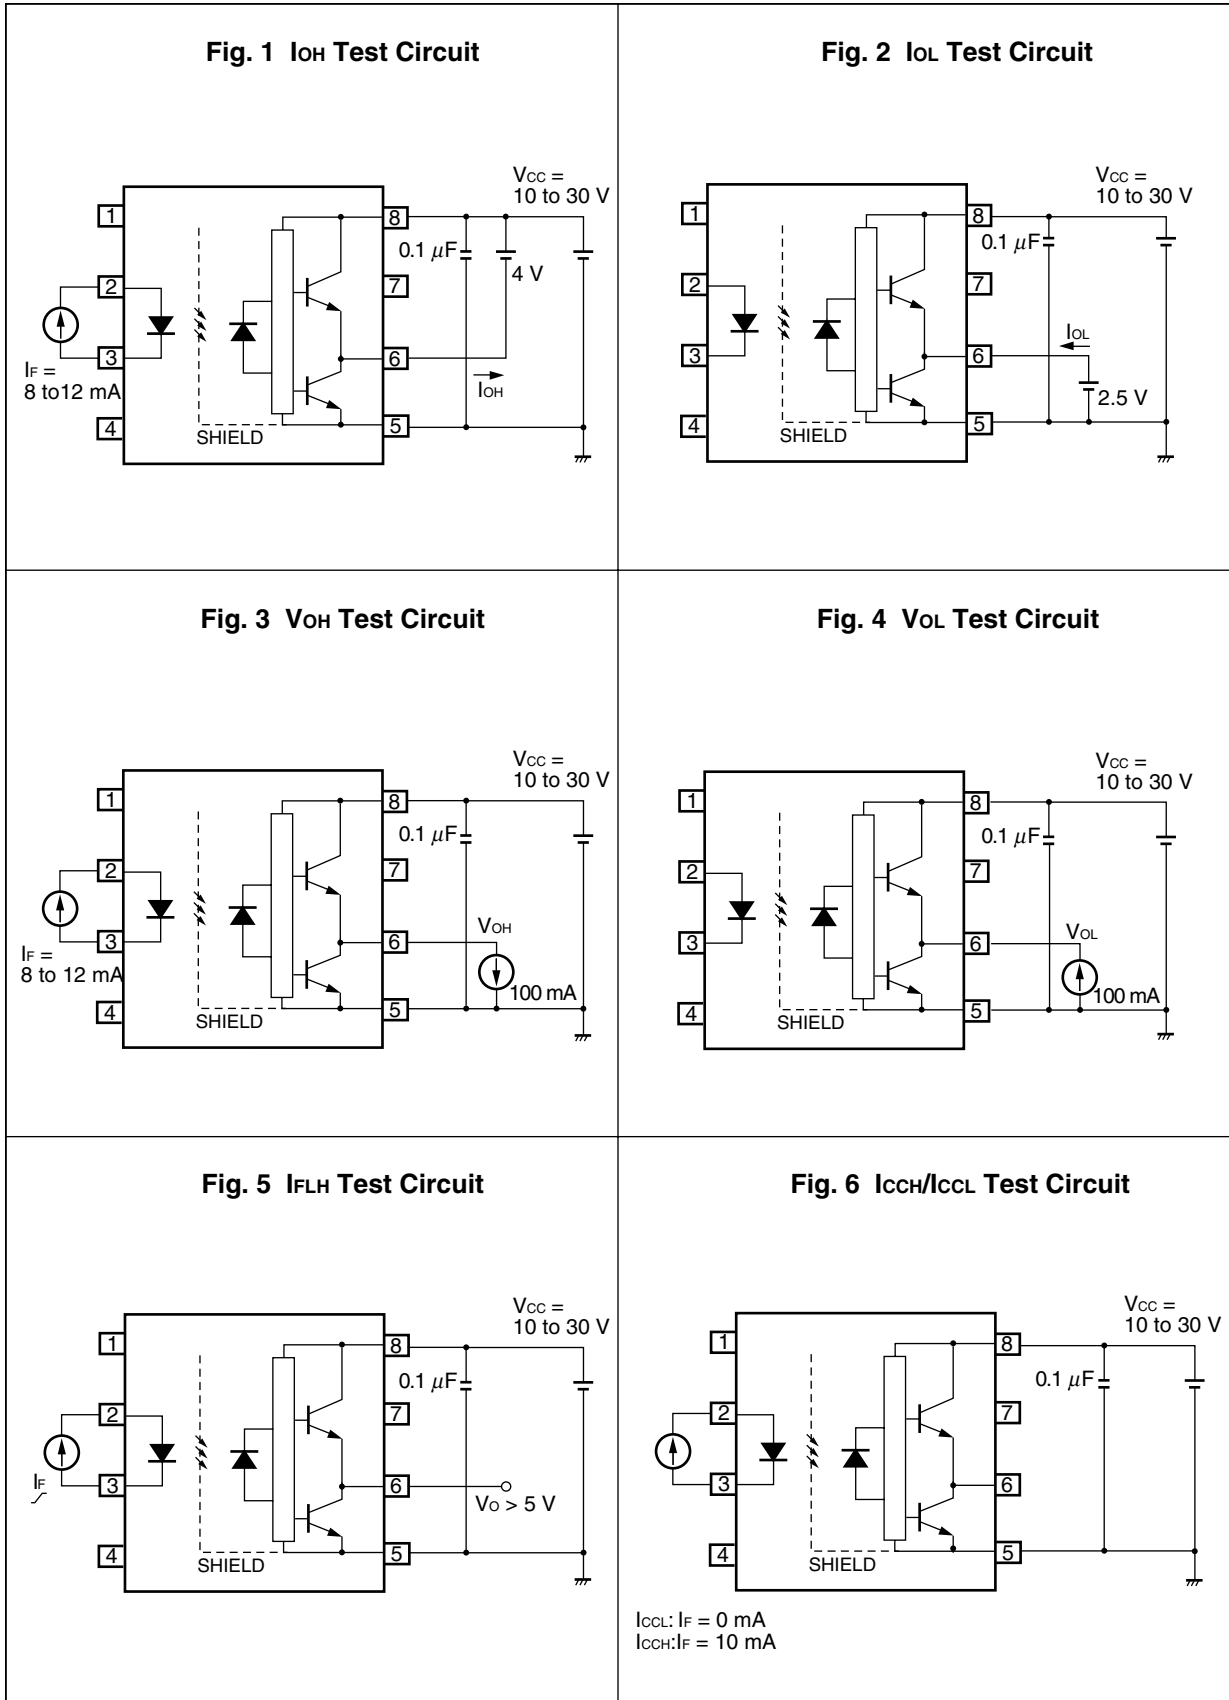 Fig. 1 IOH Test Circuit
VCC =
10 to 30 V
1
8
0.1 μF
4 V
2
7
3
6
IF =
8 to12 mA
IOH
4
5
SHIELD
Fig. 2 IOL Test Circuit
VCC =
10 to 30 V
1
8
0.1 μF
2
7
IOL
3
6
2.5 V
4
5
SHIELD
Fig. 3 VOH Test Circuit
VCC =
10 to 30 V
1
8
0.1 μF
2
7
VOH
3
6
IF =
8 to 12 mA
100 mA
4
5
SHIELD
Fig. 4 VOL Test Circuit
VCC =
10 to 30 V
1
8
0.1 μF
2
7
VOL
3
6
100 mA
4
5
SHIELD
Fig. 5 IFLH Test Circuit
VCC =
10 to 30 V
1
8
0.1 μF
2
7
3
6
IF
VO > 5 V
4
5
SHIELD
Fig. 6 ICCH/ICCL Test Circuit
VCC =
10 to 30 V
1
8
0.1 μF
2
7
3
6
4
5
SHIELD
ICCL: IF = 0 mA
ICCH:IF = 10 mA